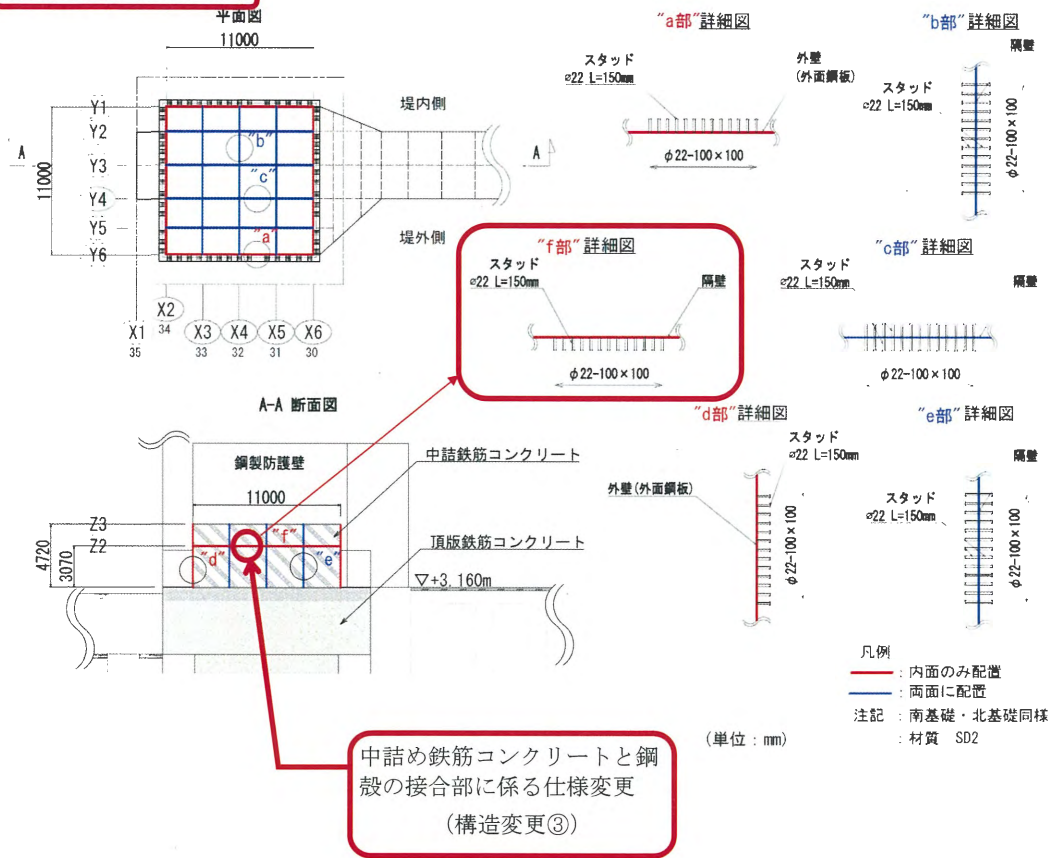 平面図
11000
Y1
Y2
Y3
Y4
Y5
Y6
11000
A
A
堤内側
堤外側
"b"
"c"
"a"
X1
35
X2
34
X3
33
X4
32
X5
31
X6
30
"a部"詳細図
スタッド
⌀22 L=150mm
外壁
(外面鋼板)
φ22-100×100
"b部"詳細図
隔壁
スタッド
⌀22 L=150mm
φ22-100×100
"f部"詳細図
スタッド
⌀22 L=150mm
隔壁
φ22-100×100
"c部"詳細図
スタッド
⌀22 L=150mm
隔壁
φ22-100×100
A-A 断面図
鋼製防護壁
11000
中詰鉄筋コンクリート
頂版鉄筋コンクリート
Z3
Z2
4720
3070
"d"
"f"
"e"
▽+3.160m
"d部"詳細図
スタッド
⌀22 L=150mm
外壁(外面鋼板)
φ22-100×100
"e部"詳細図
隔壁
スタッド
⌀22 L=150mm
φ22-100×100
凡例
：内面のみ配置
：両面に配置
注記 ：南基礎・北基礎同様
：材質 SD2
(単位：mm)
中詰め鉄筋コンクリートと鋼
殻の接合部に係る仕様変更
(構造変更③)